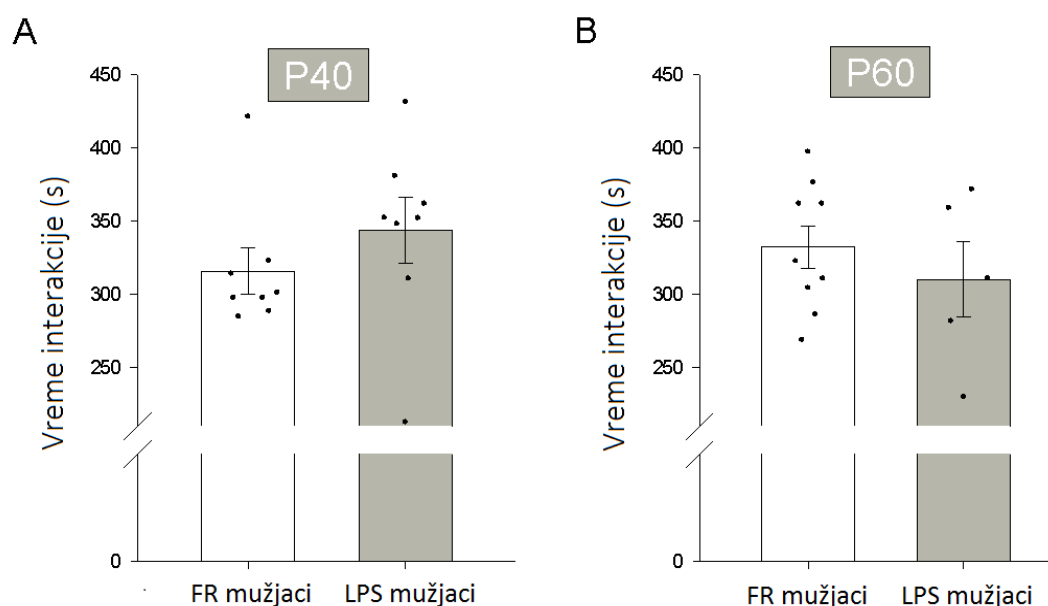 A
P40
Vreme interakcije (s)
450
400
350
300
250
0
FR mužjaci
LPS mužjaci
B
P60
Vreme interakcije (s)
450
400
350
300
250
0
FR mužjaci
LPS mužjaci